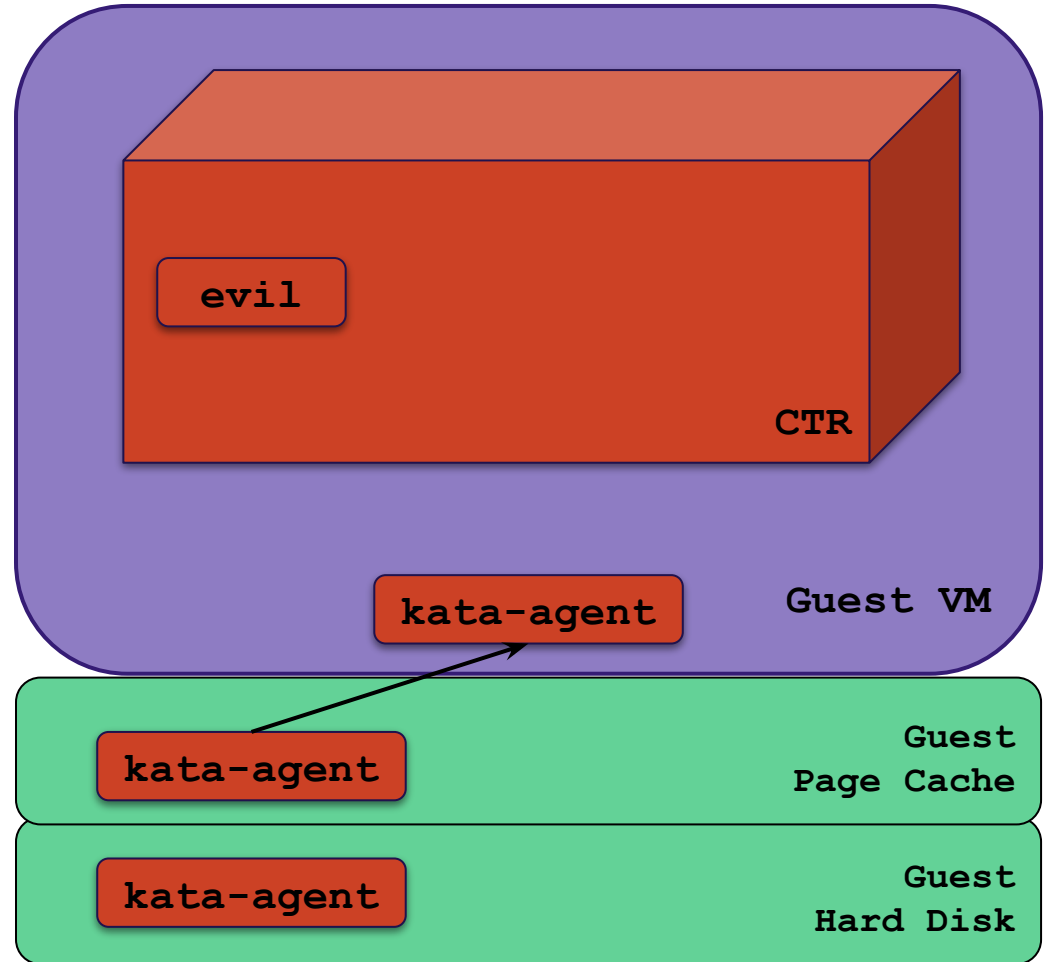 evil
CTR
kata-agent
Guest VM
kata-agent
Guest
Page Cache
kata-agent
Guest
Hard Disk